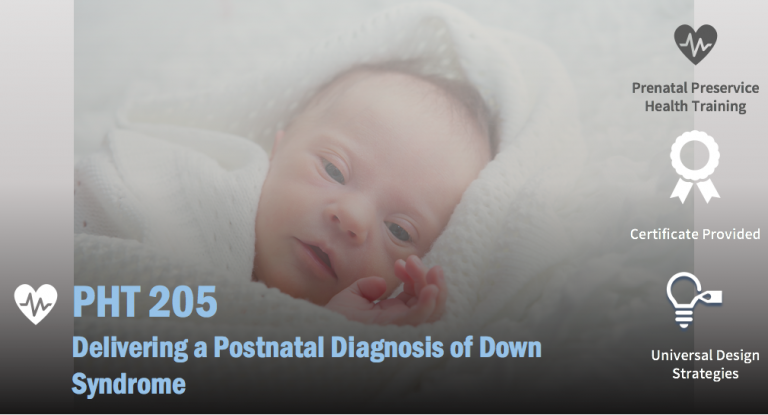 Prenatal Preservice
Health Training
Certificate Provided
PHT 205
Delivering a Postnatal Diagnosis of Down
Syndrome
Universal Design
Strategies